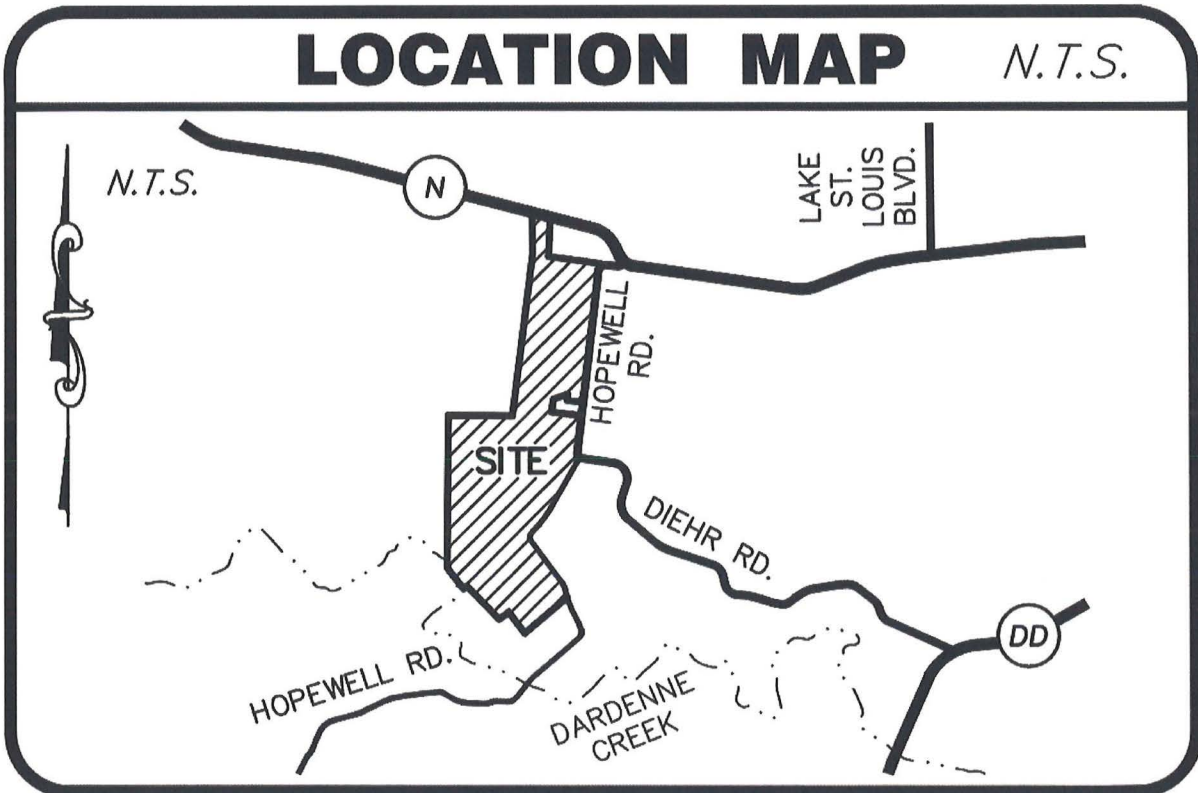 LOCATION MAP N.T.S.
N.T.S.
N
LAKE
ST.
LOUIS
BLVD.
HOPEWELL
RD.
SITE
DIEHR RD.
DD
HOPEWELL RD.
DARDENNE
CREEK